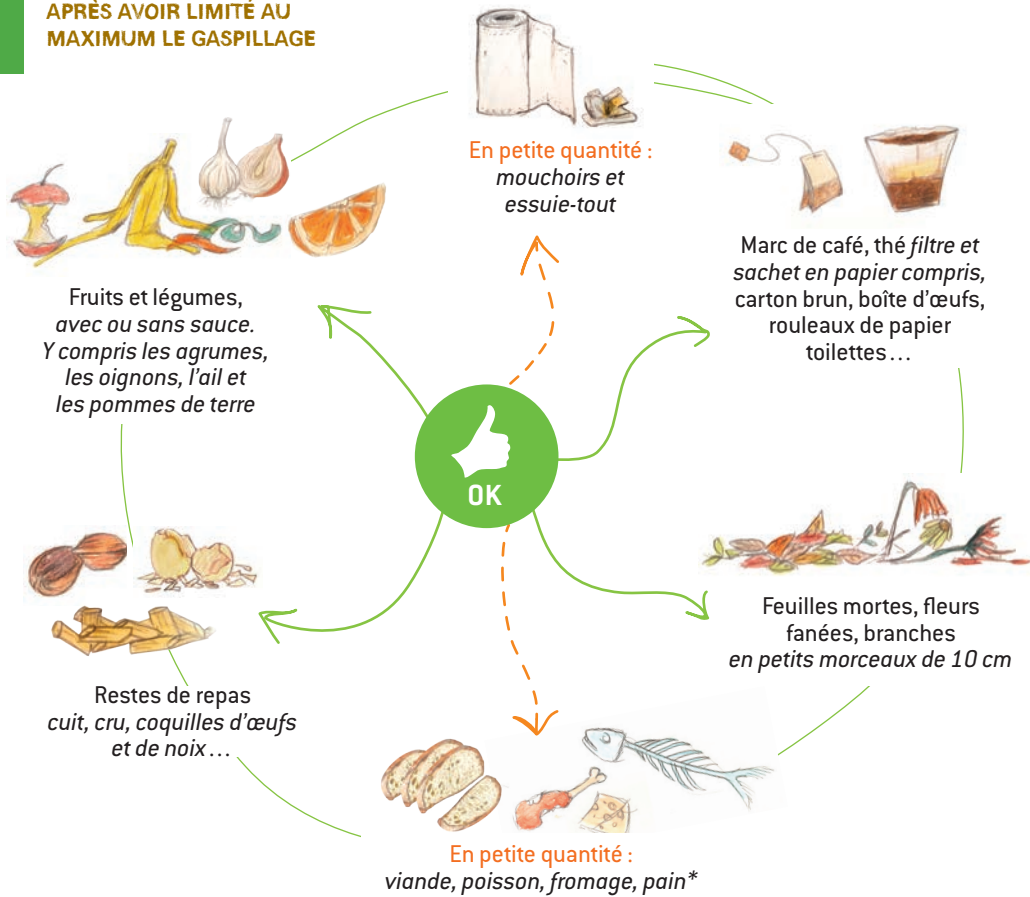 APRÈS AVOIR LIMITÉ AU
MAXIMUM LE GASPILLAGE
En petite quantité :
mouchoirs et
essuie-tout
Marc de café, thé filtre et
sachet en papier compris,
carton brun, boîte d’œufs,
rouleaux de papier
toilettes…
Fruits et légumes,
avec ou sans sauce.
Y compris les agrumes,
les oignons, l’ail et
les pommes de terre
OK
Feuilles mortes, fleurs
fanées, branches
en petits morceaux de 10 cm
Restes de repas
cuit, cru, coquilles d’œufs
et de noix…
En petite quantité :
viande, poisson, fromage, pain*